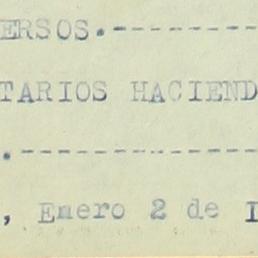 ERSOS.---------
TARIOS HACIEND
.--------------
, Enero 2 de I